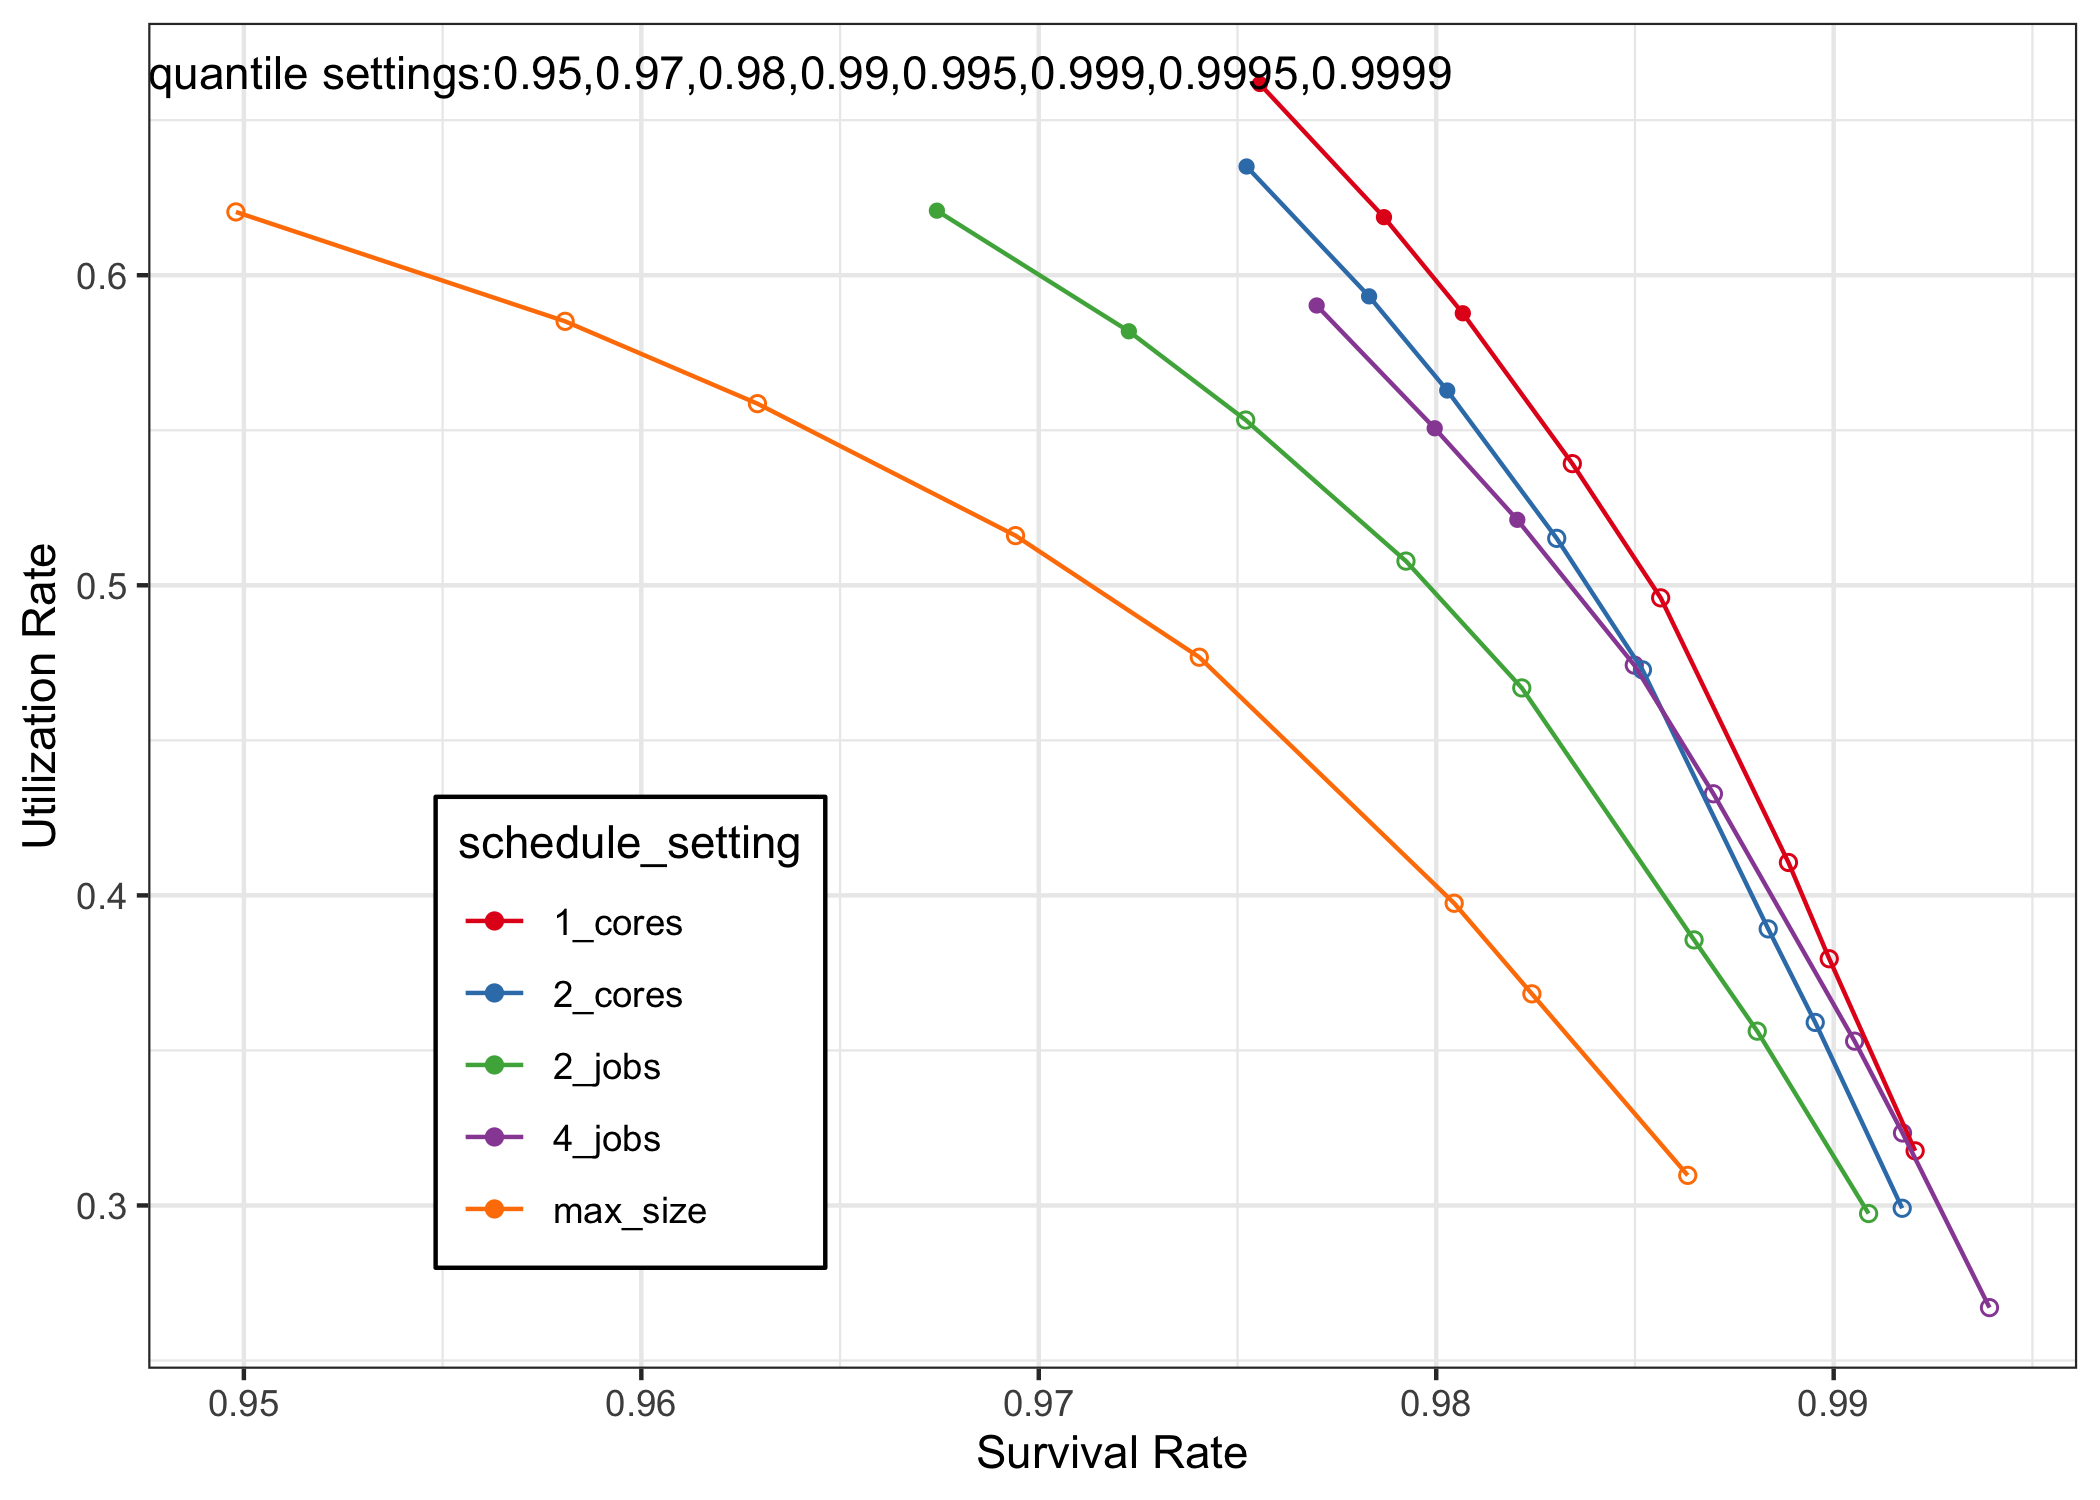 quantile settings:0.95,0.97,0.98,0.99,0.995,0.999,0.9995,0.9999
0.6
0.5
0.4
0.3
Utilization Rate
schedule_setting
1_cores
2_cores
2_jobs
4_jobs
max_size
0.95 0.96 0.97 0.98 0.99
Survival Rate